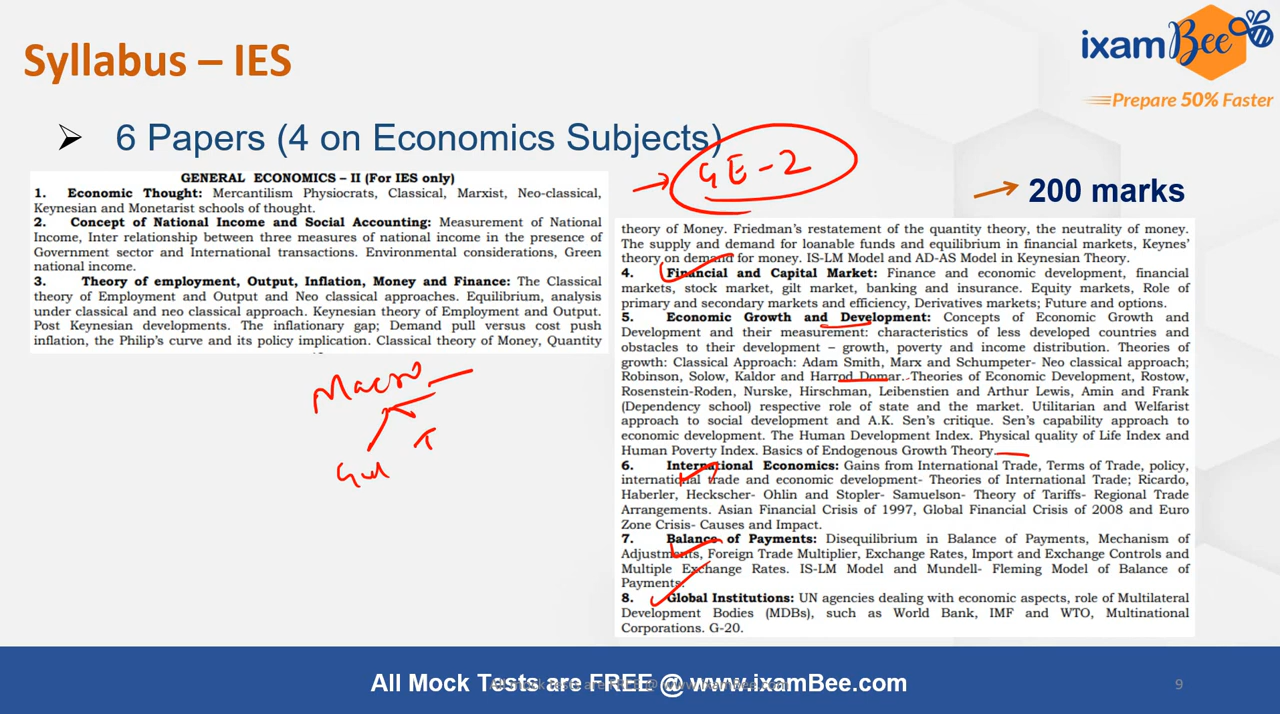 Syllabus – IES
ixamBee
Prepare 50% Faster
➢ 6 Papers (4 on Economics Subjects)
GE-2
200 marks
GENERAL ECONOMICS – II (For IES only)
1. Economic Thought: Mercantilism Physiocrats, Classical, Marxist, Neo-classical,
Keynesian and Monetarist schools of thought.
2. Concept of National Income and Social Accounting: Measurement of National
Income, Inter relationship between three measures of national income in the presence of
Government sector and International transactions. Environmental considerations, Green
national income.
3. Theory of employment, Output, Inflation, Money and Finance: The Classical
theory of Employment and Output and Neo classical approaches. Equilibrium, analysis
under classical and neo classical approach. Keynesian theory of Employment and Output.
Post Keynesian developments. The inflationary gap; Demand pull versus cost push
inflation, the Philip's curve and its policy implication. Classical theory of Money, Quantity
Macro
theory of Money. Friedman's restatement of the quantity theory, the neutrality of money.
The supply and demand for loanable funds and equilibrium in financial markets, Keynes'
theory on demand for money. IS-LM Model and AD-AS Model in Keynesian Theory.
4. Financial and Capital Market: Finance and economic development, financial
markets, stock market, gilt market, banking and insurance. Equity markets, Role of
primary and secondary markets and efficiency, Derivatives markets; Future and options.
5. Economic Growth and Development: Concepts of Economic Growth and
Development and their measurement: characteristics of less developed countries and
obstacles to their development – growth, poverty and income distribution. Theories of
growth: Classical Approach: Adam Smith, Marx and Schumpeter- Neo classical approach;
Robinson, Solow, Kaldor and Harrod Domar. Theories of Economic Development, Rostow,
Rosenstein-Roden, Nurske, Hirschman, Leibenstien and Arthur Lewis, Amin and Frank
(Dependency school) respective role of state and the market. Utilitarian and Welfarist
approach to social development and A.K. Sen's critique. Sen's capability approach to
economic development. The Human Development Index. Physical quality of Life Index and
Human Poverty Index. Basics of Endogenous Growth Theory
6. International Economics: Gains from International Trade, Terms of Trade, policy,
international trade and economic development- Theories of International Trade; Ricardo,
Haberler, Heckscher- Ohlin and Stopler- Samuelson- Theory of Tariffs- Regional Trade
Arrangements. Asian Financial Crisis of 1997, Global Financial Crisis of 2008 and Euro
Zone Crisis- Causes and Impact.
7. Balance of Payments: Disequilibrium in Balance of Payments, Mechanism of
Adjustments, Foreign Trade Multiplier, Exchange Rates, Import and Exchange Controls and
Multiple Exchange Rates. IS-LM Model and Mundell- Fleming Model of Balance of
Payments.
8. Global Institutions: UN agencies dealing with economic aspects, role of Multilateral
Development Bodies (MDBs), such as World Bank, IMF and WTO, Multinational
Corporations. G-20.
All Mock Tests are FREE @ www.ixamBee.com
9